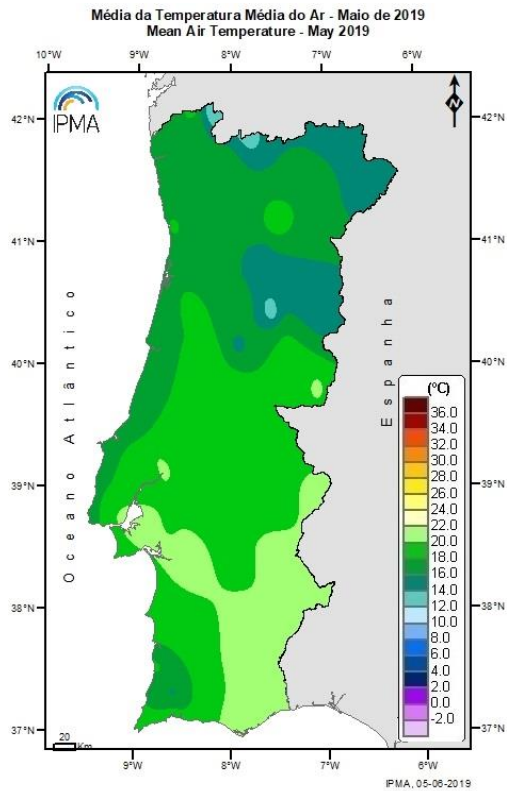 Média da Temperatura Média do Ar - Maio de 2019
Mean Air Temperature - May 2019
10°W 9°W 8°W 7°W 6°W
IPMA
N
42°N 42°N
41°N 41°N
40°N 40°N
39°N 39°N
38°N 38°N
37°N 37°N
Oceano Atlântico
Espanha
(°C)
36.0
34.0
32.0
30.0
28.0
26.0
24.0
22.0
20.0
18.0
16.0
14.0
12.0
10.0
8.0
6.0
4.0
2.0
0.0
-2.0
20
Km
9°W 8°W 7°W 6°W
IPMA, 05-06-2019